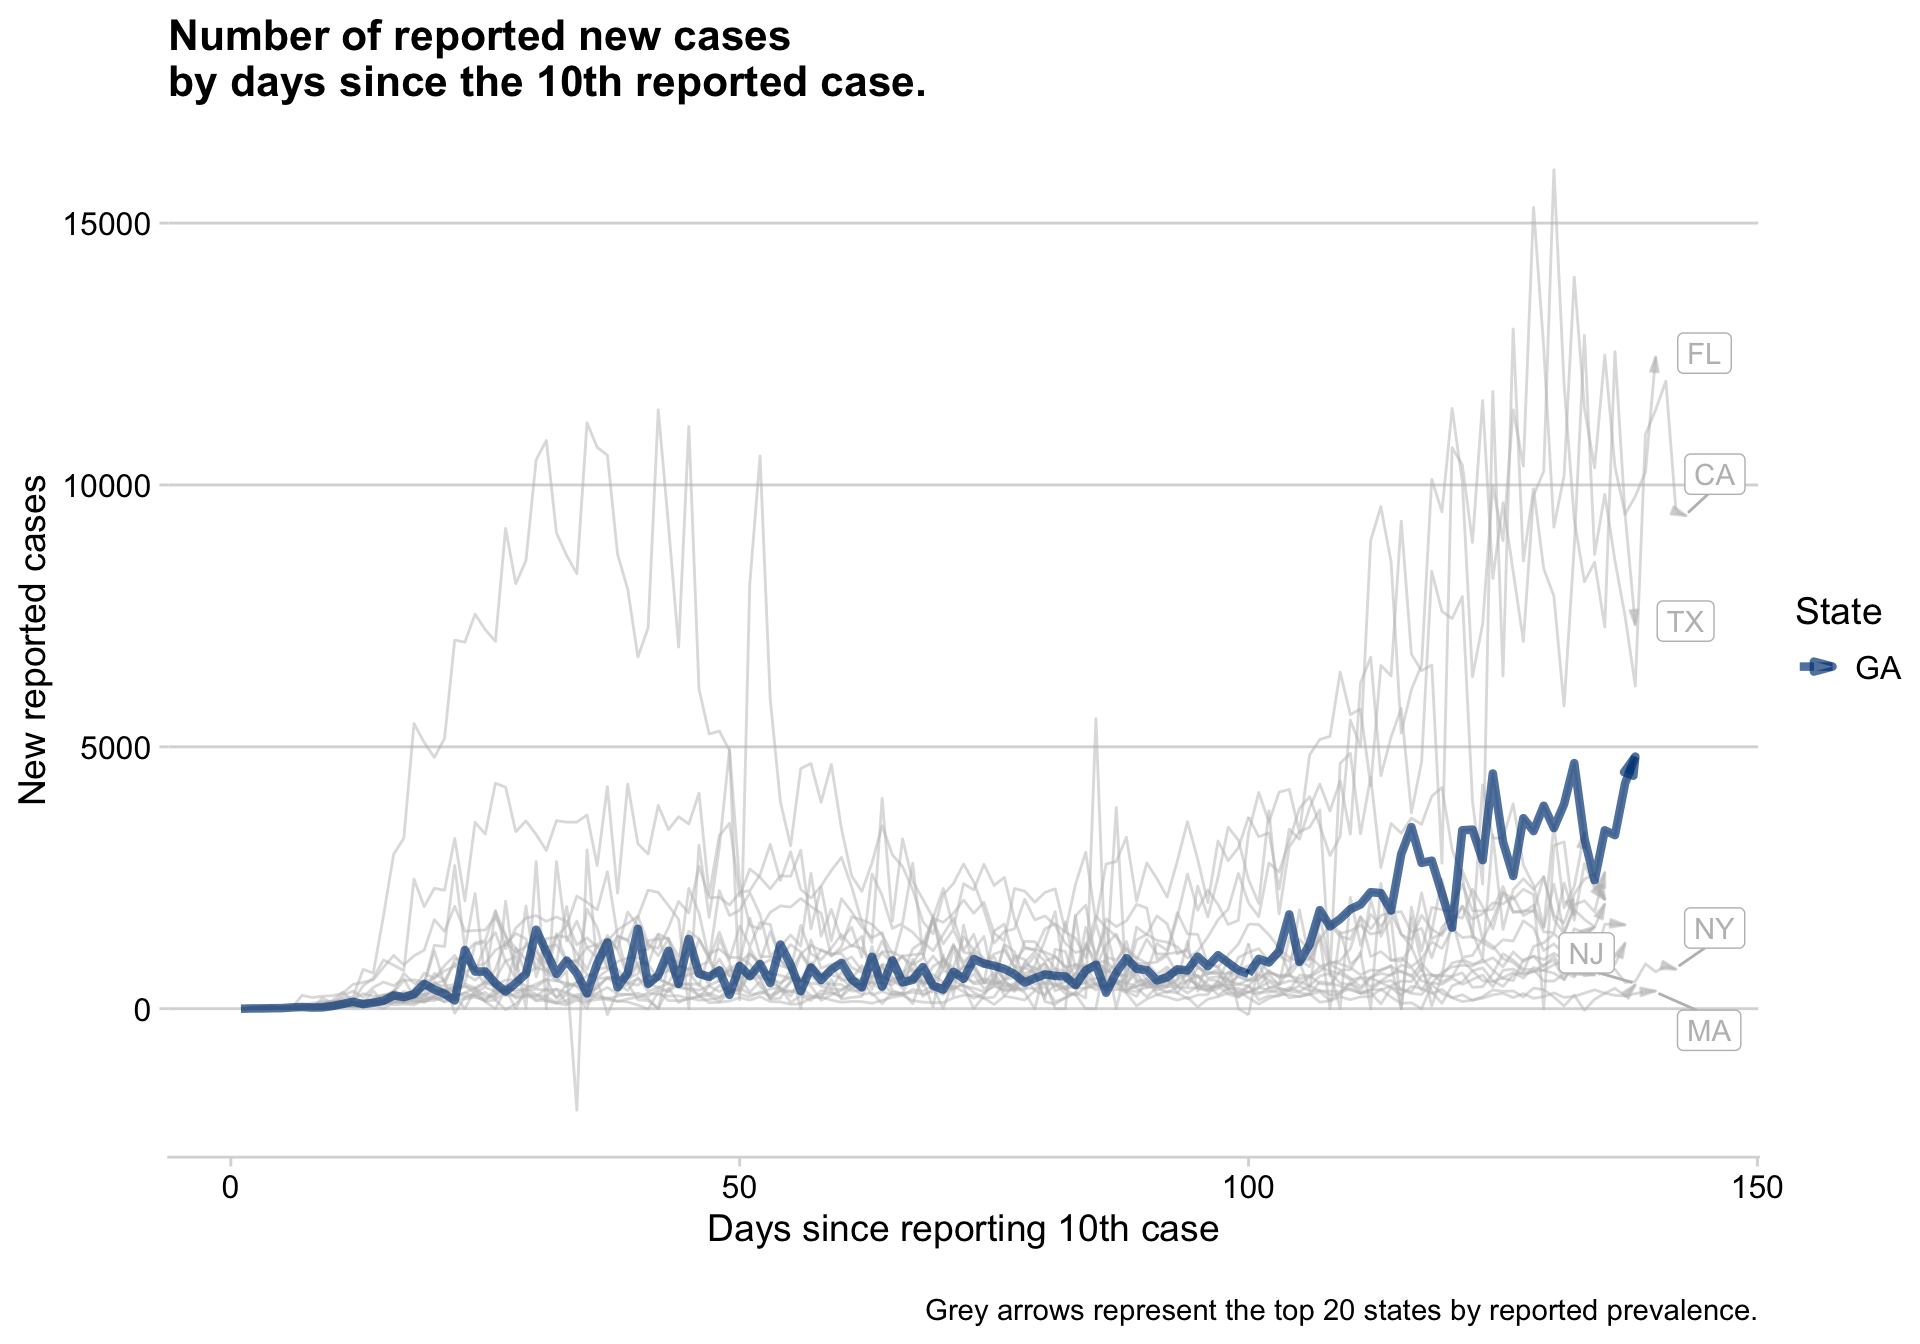 Number of reported new cases
by days since the 10th reported case.
15000
10000
5000
0
New reported cases
FL
CA
TX
NY
NJ
MA
State
GA
0
50
100
150
Days since reporting 10th case
Grey arrows represent the top 20 states by reported prevalence.